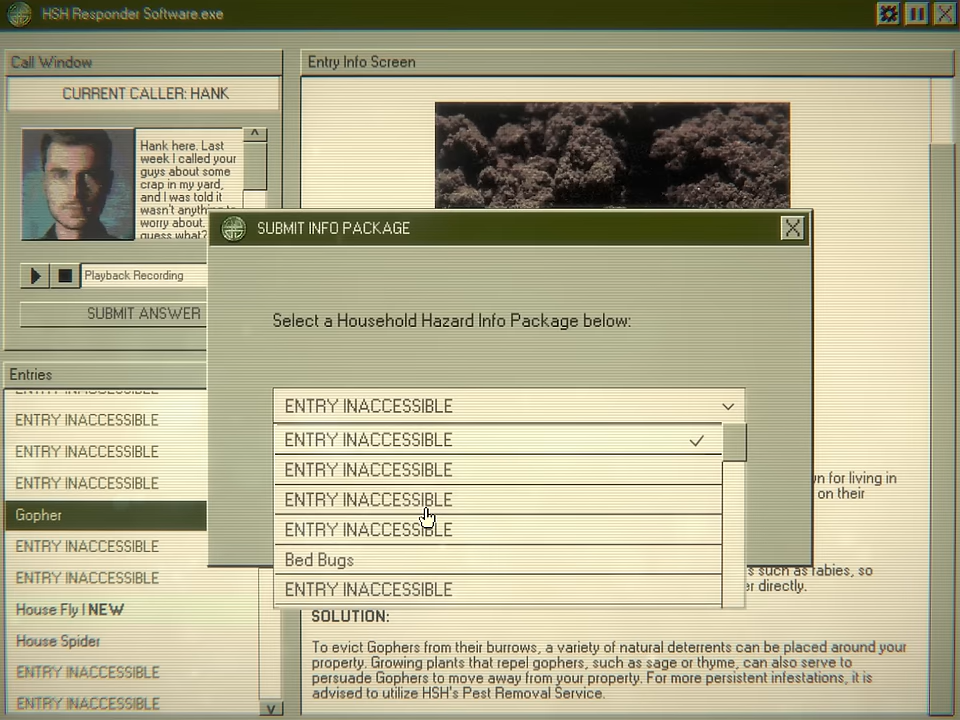 HSH Responder Software.exe
Call Window
CURRENT CALLER: HANK
Hank here. Last
week I called your
guys about some
crap in my yard,
and I was told it
wasn't anything
worry about.
guess what?
Playback Recording
SUBMIT ANSWER
Entries
ENTRY INACCESSIBLE
ENTRY INACCESSIBLE
ENTRY INACCESSIBLE
ENTRY INACCESSIBLE
Gopher
ENTRY INACCESSIBLE
ENTRY INACCESSIBLE
House Fly | NEW
House Spider
ENTRY INACCESSIBLE
ENTRY INACCESSIBLE
Entry Info Screen
SUBMIT INFO PACKAGE
Select a Household Hazard Info Package below:
ENTRY INACCESSIBLE
ENTRY INACCESSIBLE
ENTRY INACCESSIBLE
ENTRY INACCESSIBLE
ENTRY INACCESSIBLE
Bed Bugs
ENTRY INACCESSIBLE
for living in
on their
such as rabies, so
directly.
SOLUTION:
To evict Gophers from their burrows, a variety of natural deterrents can be placed around your
property. Growing plants that repel gophers, such as sage or thyme, can also serve to
persuade Gophers to move away from your property. For more persistent infestations, it is
advised to utilize HSH's Pest Removal Service.